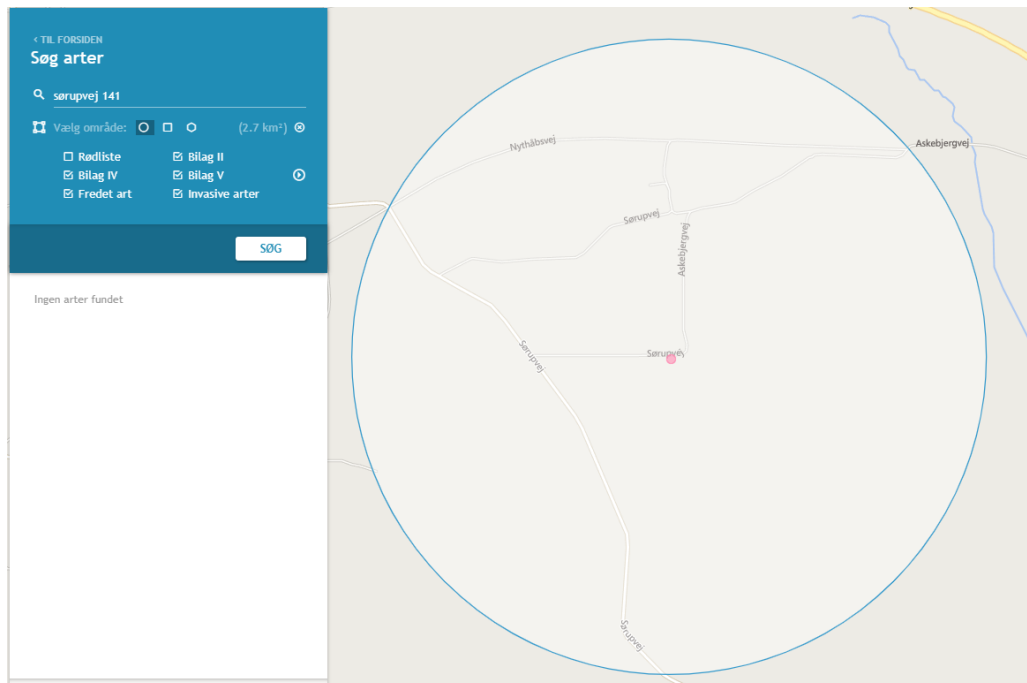 ‹ TIL FORSIDEN
Søg arter
sørupvej 141
Vælg område: (2.7 km²)
Rødliste Bilag II
Bilag IV Bilag V
Fredet art Invasive arter
SØG
Ingen arter fundet
Nythåbsvej
Askebjergvej
Sørupvej
Askebjergvej
Sørupvej
Sørupvej
Sørupvej